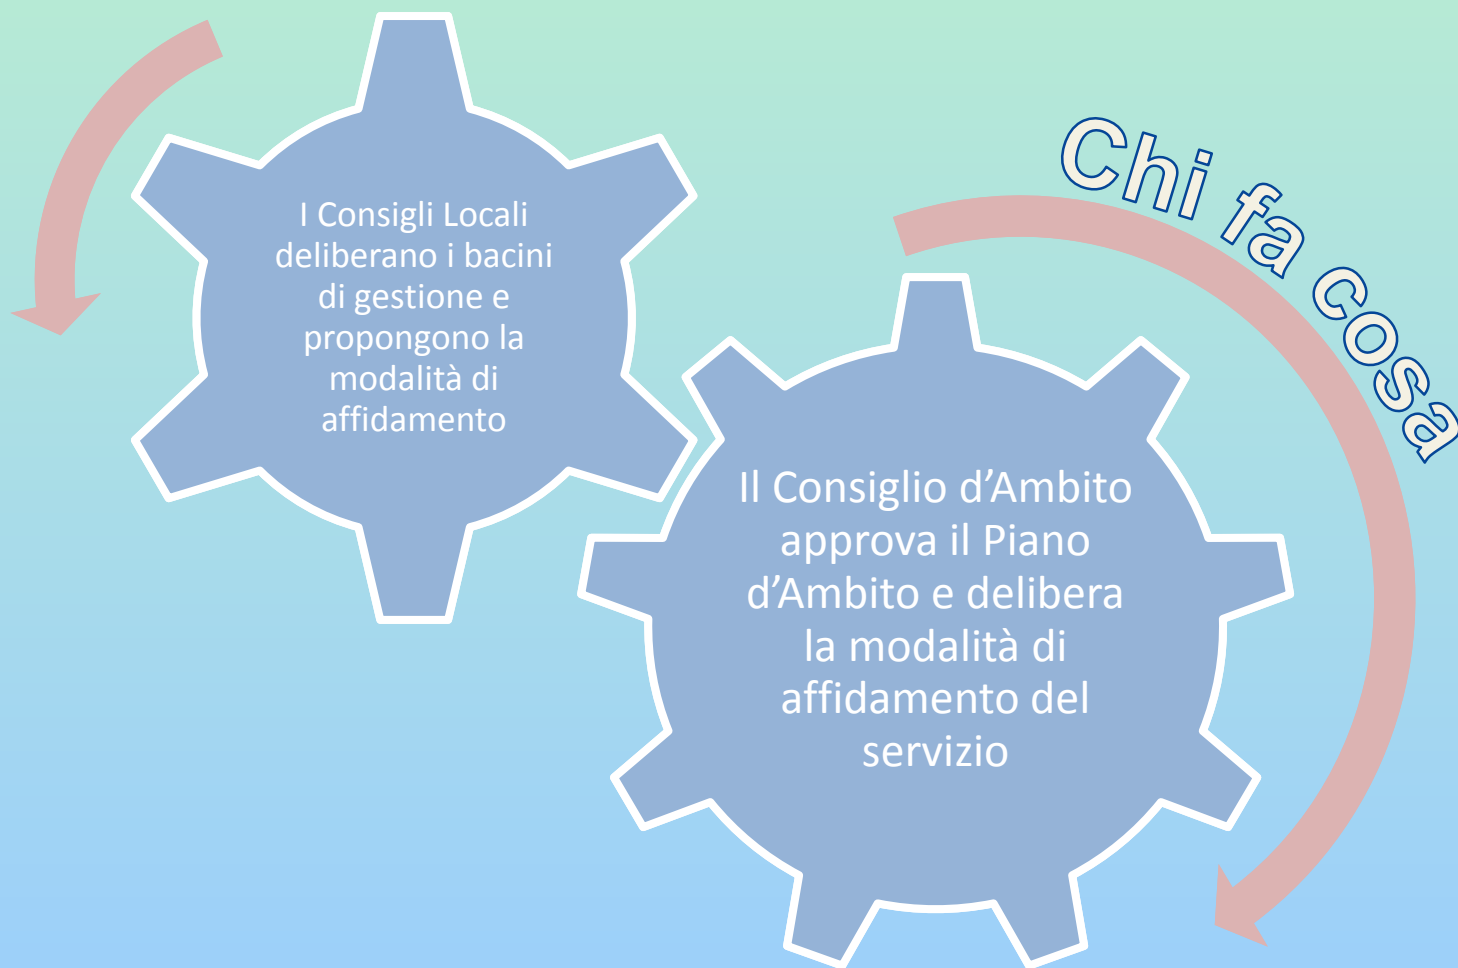 Chi fa cosa
I Consigli Locali
deliberano i bacini
di gestione e
propongono la
modalità di
affidamento
Il Consiglio d’Ambito
approva il Piano
d’Ambito e delibera
la modalità di
affidamento del
servizio